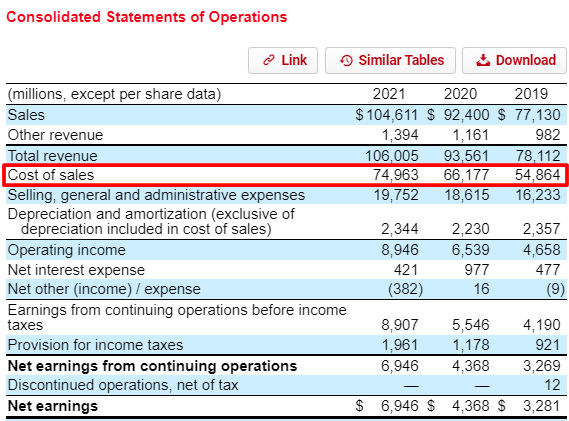 Consolidated Statements of Operations
Link Similar Tables Download
(millions, except per share data) 2021 2020 2019
Sales $104,611 $ 92,400 $ 77,130
Other revenue 1,394 1,161 982
Total revenue 106,005 93,561 78,112
Cost of sales 74,963 66,177 54,864
Selling, general and administrative expenses 19,752 18,615 16,233
Depreciation and amortization (exclusive of
depreciation included in cost of sales) 2,344 2,230 2,357
Operating income 8,946 6,539 4,658
Net interest expense 421 977 477
Net other (income) / expense (382) 16 (9)
Earnings from continuing operations before income
taxes 8,907 5,546 4,190
Provision for income taxes 1,961 1,178 921
Net earnings from continuing operations 6,946 4,368 3,269
Discontinued operations, net of tax — — 12
Net earnings $ 6,946 $ 4,368 $ 3,281